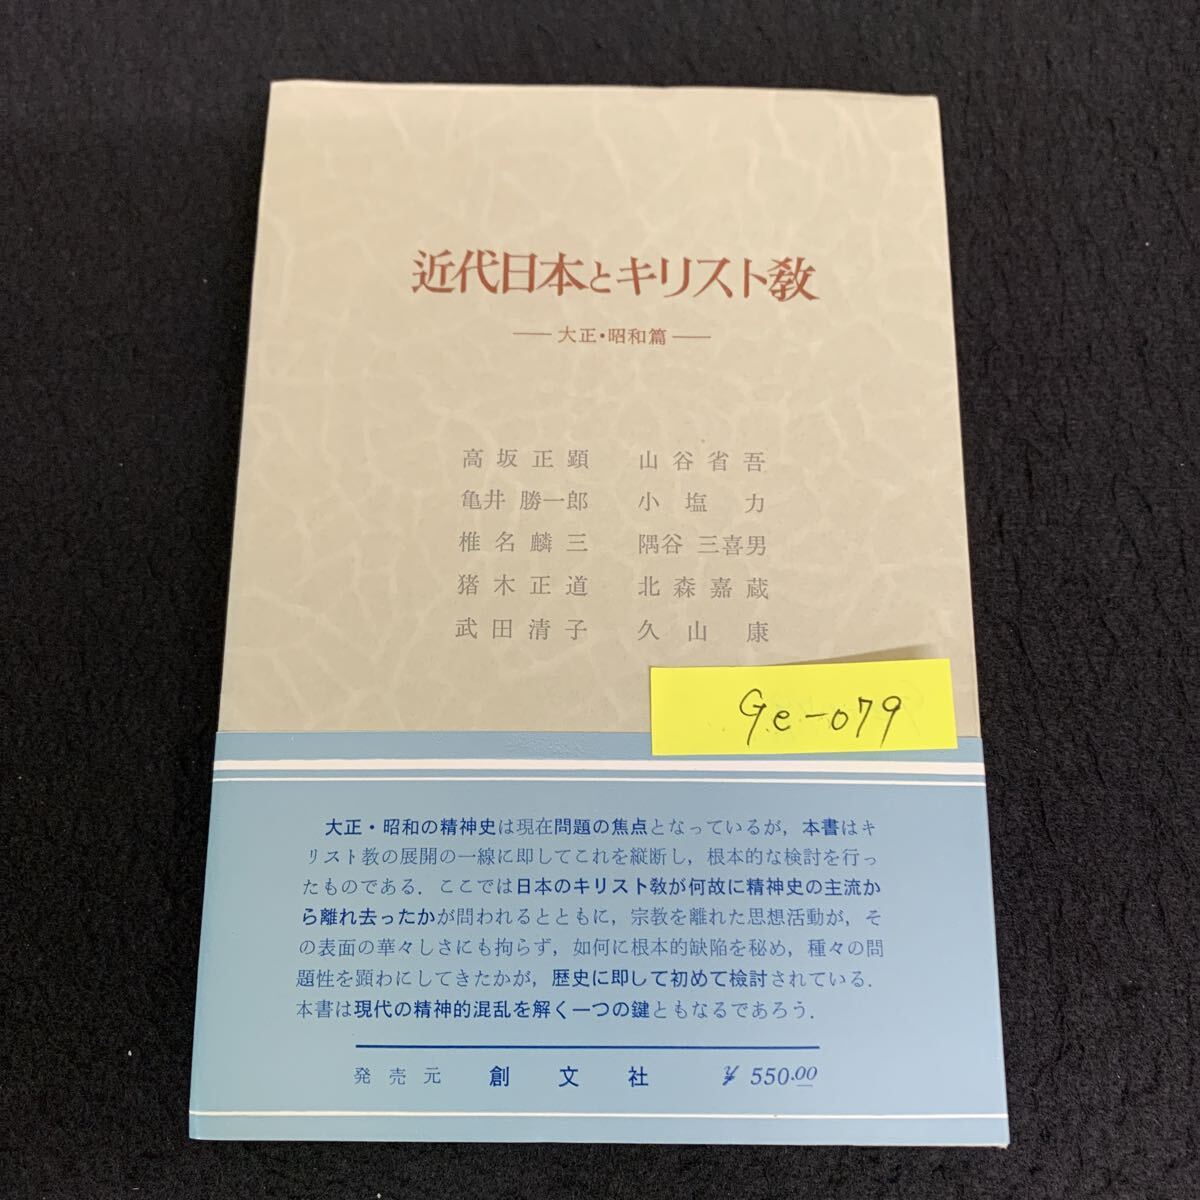 近代日本とキリスト教
― 大正・昭和篇 ―
高坂正顕 山谷省吾
亀井勝一郎 小塩力
椎名麟三 隅谷三喜男
猪木正道 北森嘉蔵
武田清子 久山康
Ge-079
大正・昭和の精神史は現在問題の焦点となっているが，本書はキ
リスト教の展開の一線に即してこれを縦断し，根本的な検討を行っ
たものである．ここでは日本のキリスト教が何故に精神史の主流か
ら離れ去ったかが問われるとともに，宗教を離れた思想活動が，そ
の表面の華々しさにも拘らず，如何に根本的缺陥を秘め，種々の問
題性を顕わにしてきたかが，歴史に即して初めて検討されている．
本書は現代の精神的混乱を解く一つの鍵ともなるであろう．
発売元 創文社 ¥ 550.00